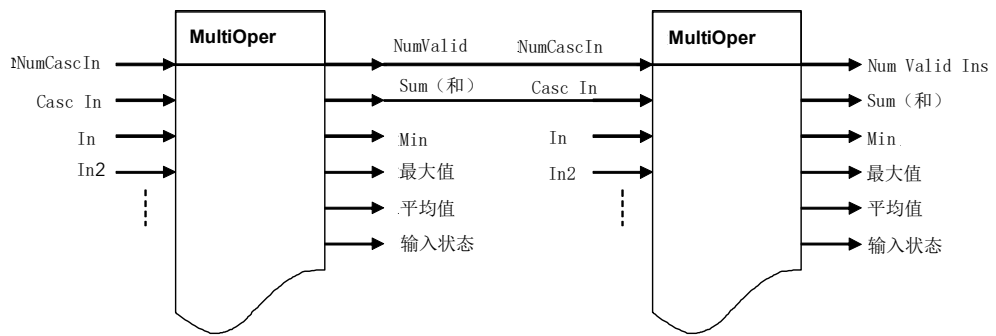 MultiOper
MultiOper
NumCascIn
NumValid
NumCascIn
Num Valid Ins
Casc In
Sum（和）
Casc In
Sum（和）
In
Min
In
Min
In2
最大值
In2
最大值
平均值
平均值
输入状态
输入状态